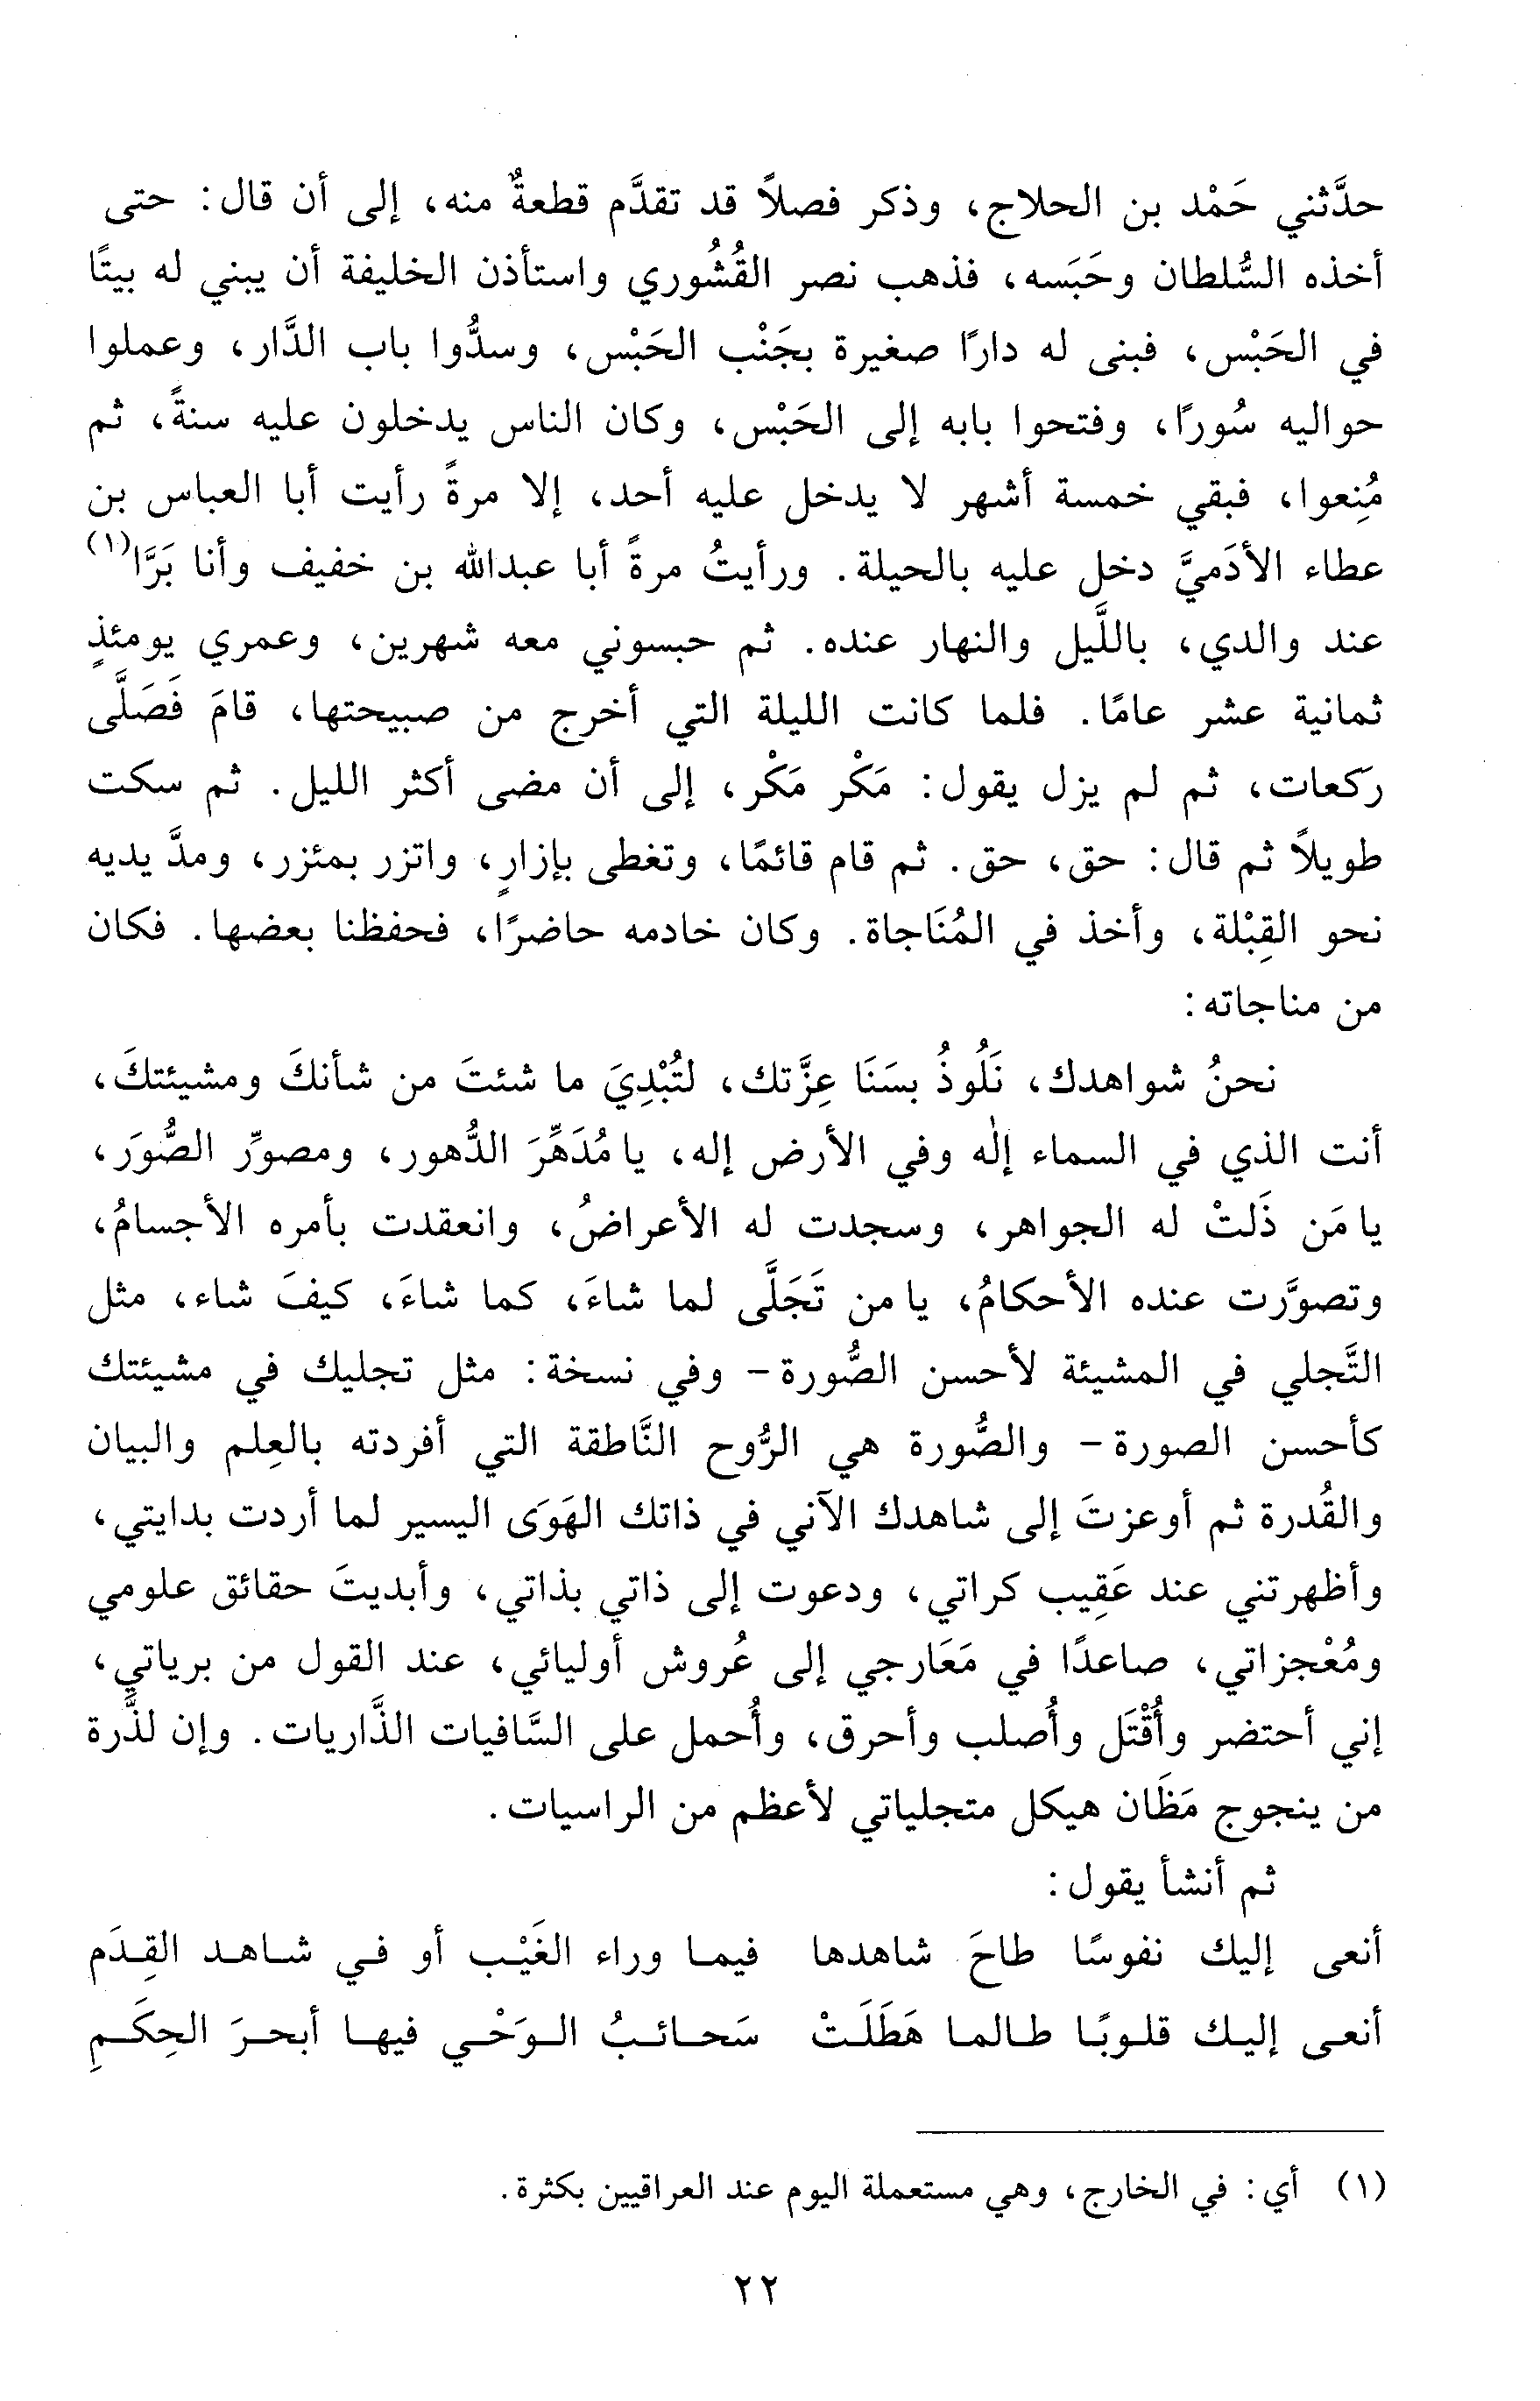 حدَّثني حَمْد بن الحلاج، وذكر فصلاً قد تقدَّم قطعةٌ منه، إلى أن قال: حتى
أخذه السُّلطان وحَبَسه، فذهب نصر القُشُوري واستأذن الخليفة أن يبني له بيتًا
في الحَبْس، فبنى له دارًا صغيرة بجَنْب الحَبْس، وسدُّوا باب الدَّار، وعملوا
حواليه سُورًا، وفتحوا بابه إلى الحَبْس، وكان الناس يدخلون عليه سنةً، ثم
مُنِعوا، فبقي خمسة أشهر لا يدخل عليه أحد، إلا مرةً رأيت أبا العباس بن
عطاء الأدَميَّ دخل عليه بالحيلة. ورأيتُ مرةً أبا عبدالله بن خفيف وأنا بَرَّا(١)
عند والدي، باللَّيل والنهار عنده. ثم حبسوني معه شهرين، وعمري يومئذٍ
ثمانية عشر عامًا. فلما كانت الليلة التي أخرج من صبيحتها، قامَ فَصَلَّى
ركعات، ثم لم يزل يقول: مَكْر مَكْر، إلى أن مضى أكثر الليل. ثم سكت
طويلاً ثم قال: حق، حق. ثم قام قائمًا، وتغطى بإزارٍ، واتزر بمئزر، ومدَّ يديه
نحو القِبْلة، وأخذ في المُنَاجاة. وكان خادمه حاضرًا، فحفظنا بعضها. فكان
من مناجاته:
نحنُ شواهدك، نَلُوذُ بسَنَا عِزَّتك، لتُبْدِيَ ما شئتَ من شأنكَ ومشيئتكَ،
أنت الذي في السماء إلٰه وفي الأرض إله، يا مُدَهِّرَ الدُّهور، ومصوِّر الصُّوَر،
يا مَن ذَلتْ له الجواهر، وسجدت له الأعراضُ، وانعقدت بأمره الأجسامُ،
وتصوَّرت عنده الأحكامُ، يا من تَجَلَّى لما شاءَ، كما شاءَ، كيفَ شاء، مثل
التَّجلي في المشيئة لأحسن الصُّورة - وفي نسخة: مثل تجليك في مشيئتك
كأحسن الصورة - والصُّورة هي الرُّوح النَّاطقة التي أفردته بالعِلم والبيان
والقُدرة ثم أوعزتَ إلى شاهدك الآني في ذاتك الهَوَى اليسير لما أردت بدايتي،
وأظهرتني عند عَقِيب كراتي، ودعوت إلى ذاتي بذاتي، وأبديتَ حقائق علومي
ومُعْجزاتي، صاعدًا في مَعَارجي إلى عُروش أوليائي، عند القول من برياتي،
إني أحتضر وأُقْتَل وأُصلب وأحرق، وأُحمل على السَّافيات الذَّاريات. وإن لذَّرة
من ينجوج مَظَان هيكل متجلياتي لأعظم من الراسيات.
ثم أنشأ يقول:
أنعى إليك نفوسًا طاحَ شاهدها فيما وراء الغَيْب أو في شاهد القِدَم
أنعى إليك قلوبًا طالما هَطَلَتْ سَحائبُ الوَحْي فيها أبحرَ الحِكَمِ
(١) أي: في الخارج، وهي مستعملة اليوم عند العراقيين بكثرة.
٢٢